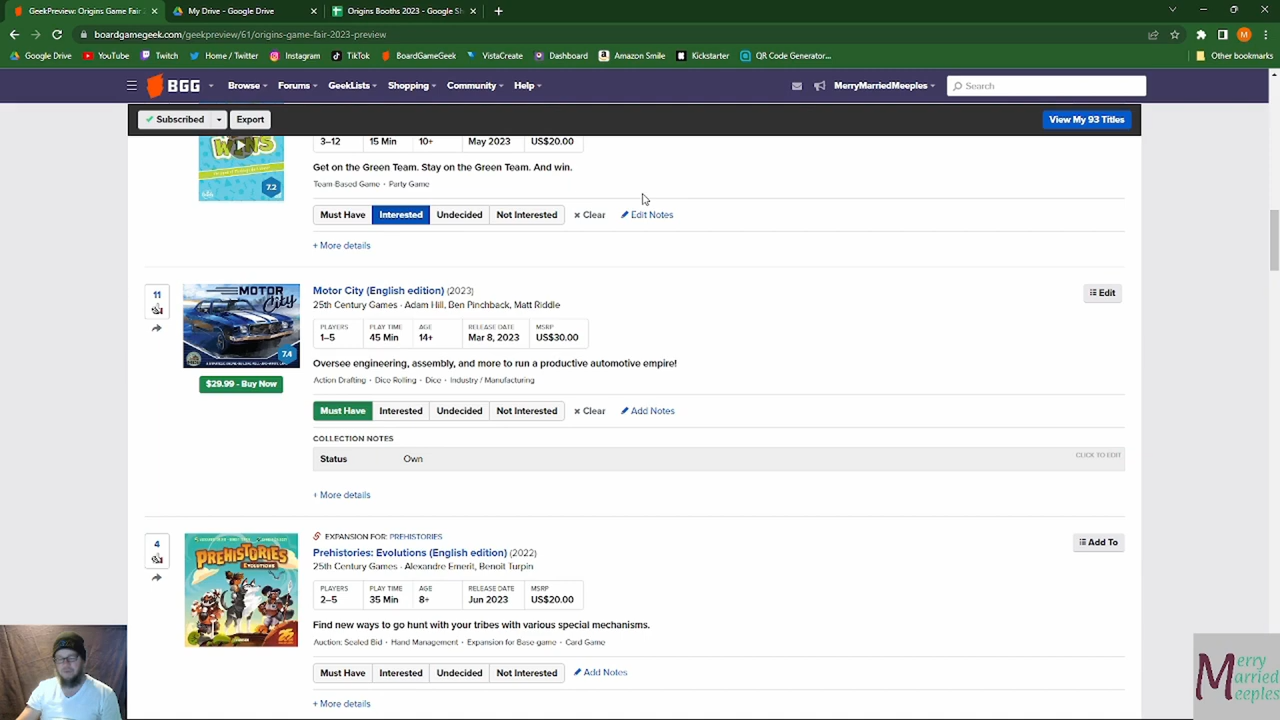 GeekPreview: Origins Game Fair
My Drive - Google Drive
Origins Booths 2023 - Google Sh
boardgamegeek.com/geekpreview/61/origins-game-fair-2023-preview
M
Google Drive YouTube Twitch Home / Twitter Instagram TikTok BoardGameGeek VistaCreate Dashboard Amazon Smile Kickstarter QR Code Generator... Other bookmarks
BGG Browse Forums GeekLists Shopping Community Help MerryMarriedMeeples Search
Subscribed Export View My 93 Titles
3–12 15 Min 10+ May 2023 US$20.00
WINS
7.2
Get on the Green Team. Stay on the Green Team. And win.
Team Based Game • Party Game
Must Have Interested Undecided Not Interested × Clear Edit Notes
+ More details
11
MOTOR City
7.4
$29.99 - Buy Now
Motor City (English edition) (2023)
25th Century Games · Adam Hill, Ben Pinchback, Matt Riddle
Edit
PLAYERS PLAY TIME AGE RELEASE DATE MSRP
1–5 45 Min 14+ Mar 8, 2023 US$30.00
Oversee engineering, assembly, and more to run a productive automotive empire!
Action Drafting • Dice Rolling • Dice • Industry / Manufacturing
Must Have Interested Undecided Not Interested × Clear Add Notes
COLLECTION NOTES
Status Own CLICK TO EDIT
+ More details
4
PREHISTORIES
EVOLUTIONS
25
EXPANSION FOR: PREHISTORIES
Prehistories: Evolutions (English edition) (2022)
25th Century Games · Alexandre Emerit, Benoit Turpin
Add To
PLAYERS PLAY TIME AGE RELEASE DATE MSRP
2–5 35 Min 8+ Jun 2023 US$20.00
Find new ways to go hunt with your tribes with various special mechanisms.
Auction: Sealed Bid • Hand Management • Expansion for Base game • Card Game
Must Have Interested Undecided Not Interested Add Notes
+ More details
Merry
Married
Meeples